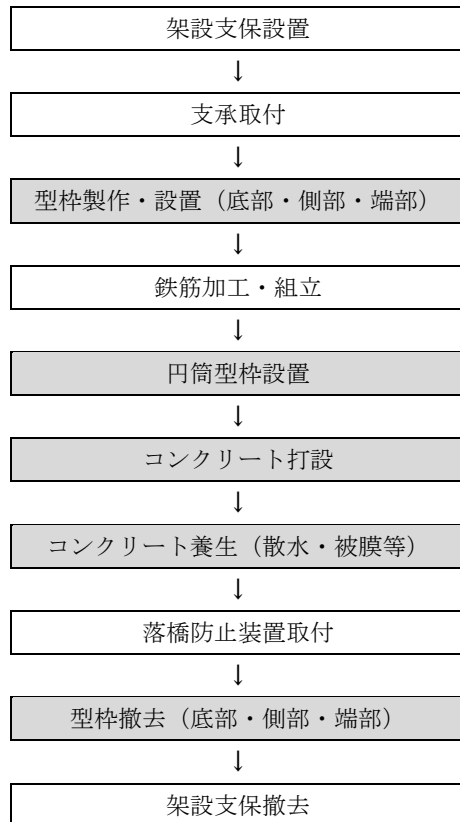 架設支保設置
↓
支承取付
↓
型枠製作・設置（底部・側部・端部）
↓
鉄筋加工・組立
↓
円筒型枠設置
↓
コンクリート打設
↓
コンクリート養生（散水・被膜等）
↓
落橋防止装置取付
↓
型枠撤去（底部・側部・端部）
↓
架設支保撤去